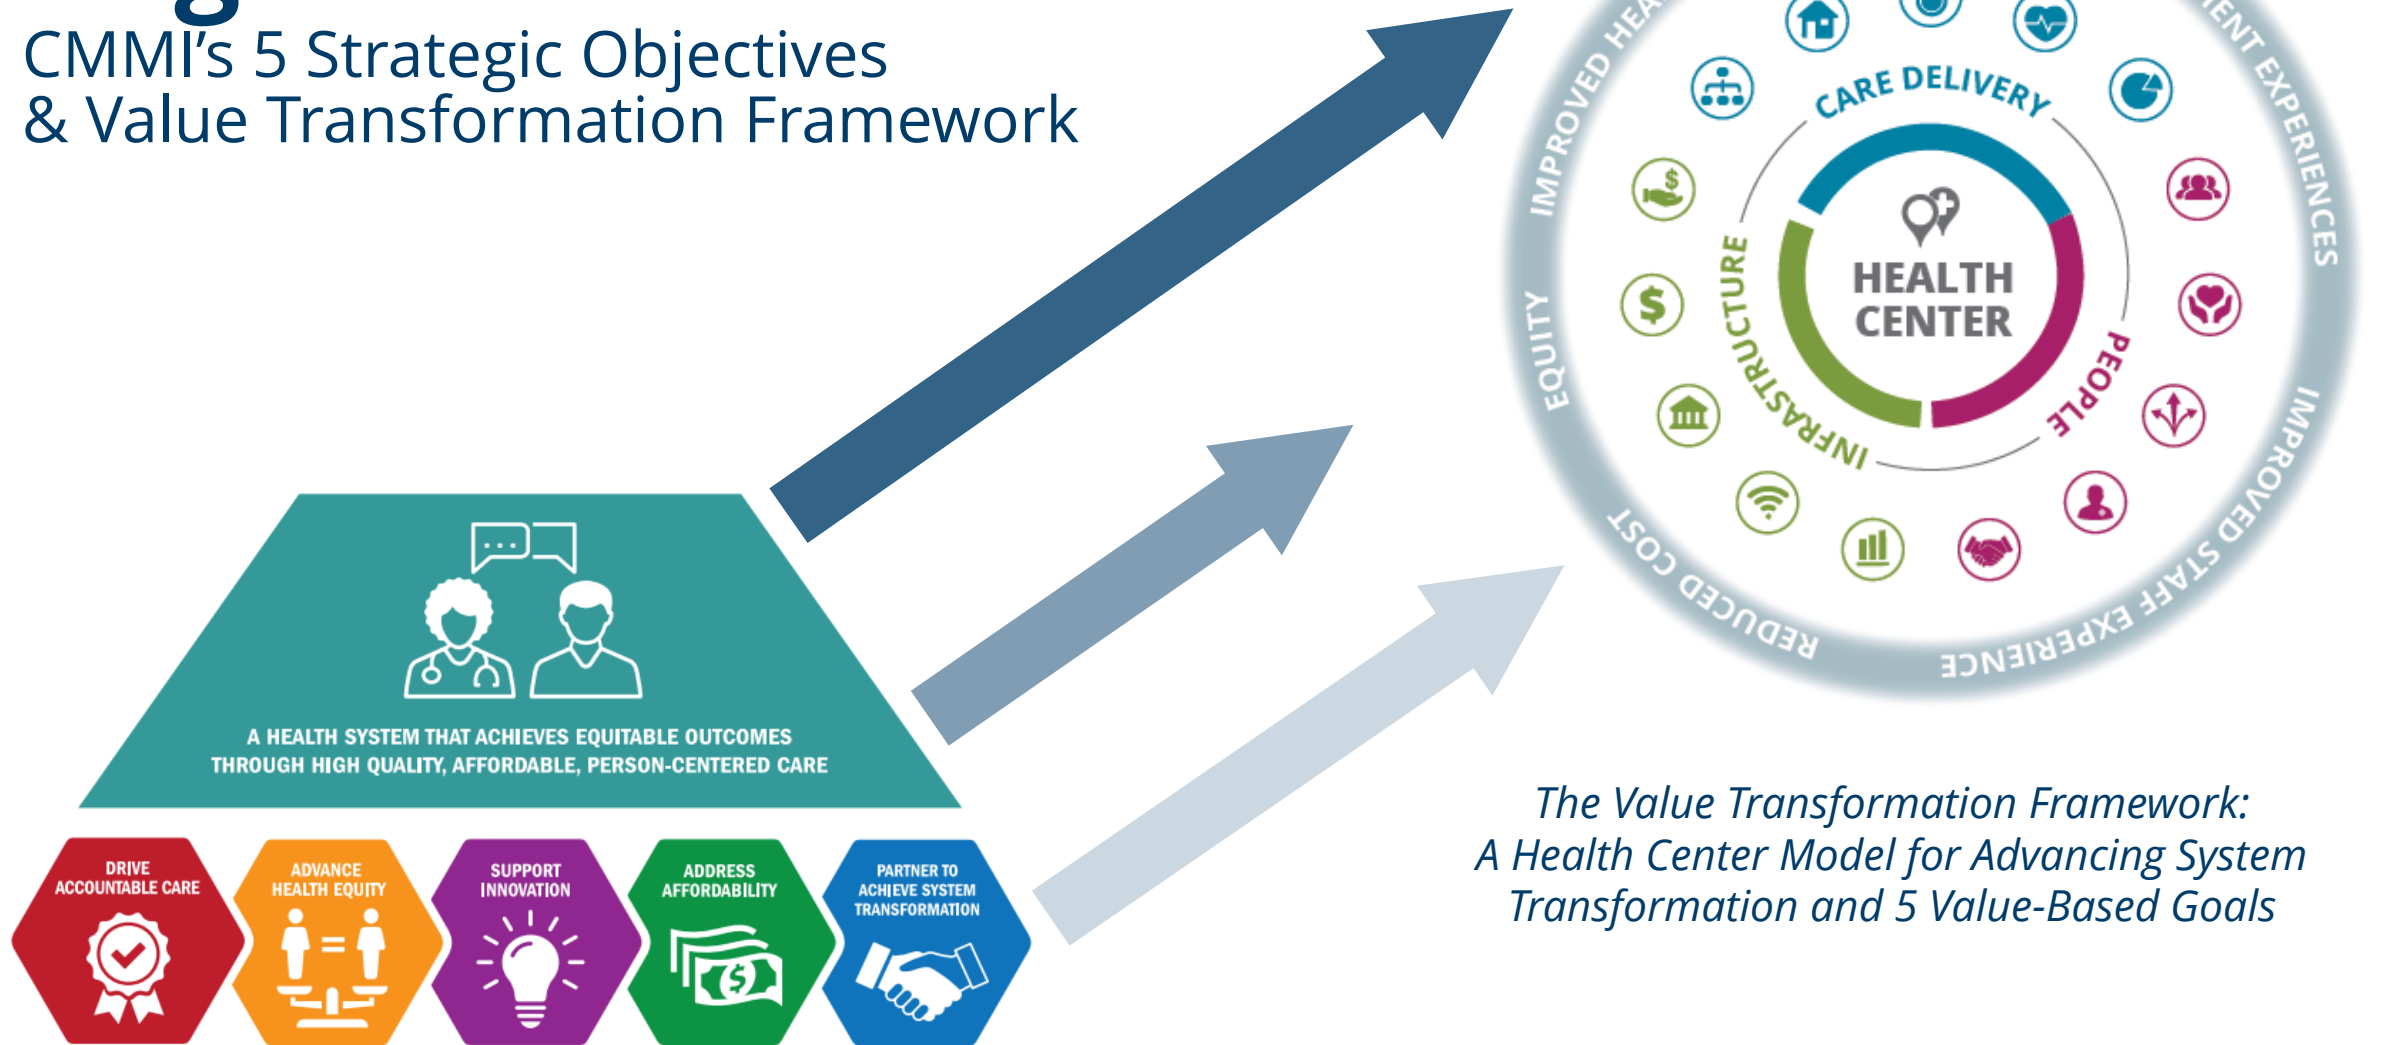 CMMI’s 5 Strategic Objectives
& Value Transformation Framework
A HEALTH SYSTEM THAT ACHIEVES EQUITABLE OUTCOMES
THROUGH HIGH QUALITY, AFFORDABLE, PERSON-CENTERED CARE
DRIVE
ACCOUNTABLE CARE
ADVANCE
HEALTH EQUITY
SUPPORT
INNOVATION
ADDRESS
AFFORDABILITY
PARTNER TO
ACHIEVE SYSTEM
TRANSFORMATION
IMPROVED
EXPERIENCES
IMPROVED STAFF EXPERIENCE
REDUCED COST
EQUITY
CARE DELIVERY
PEOPLE
INFRASTRUCTURE
HEALTH
CENTER
The Value Transformation Framework:
A Health Center Model for Advancing System
Transformation and 5 Value-Based Goals